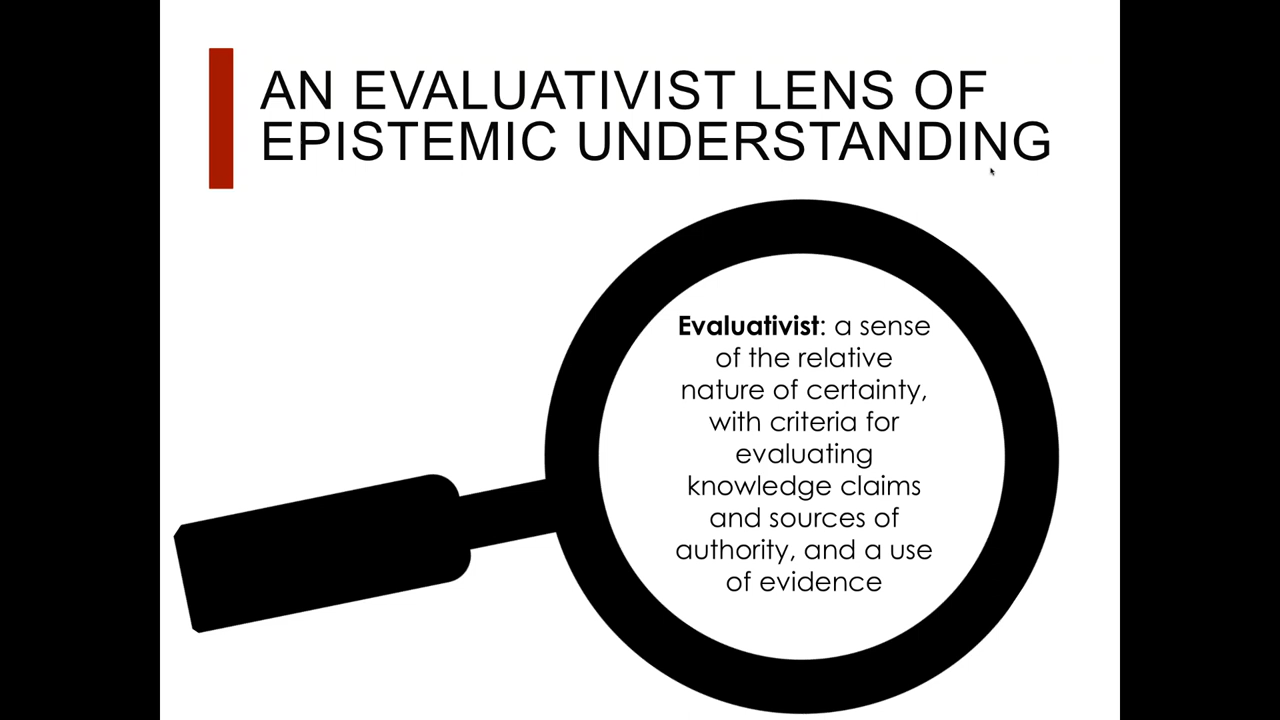 AN EVALUATIVIST LENS OF
EPISTEMIC UNDERSTANDING
Evaluativist: a sense
of the relative
nature of certainty,
with criteria for
evaluating
knowledge claims
and sources of
authority, and a use
of evidence